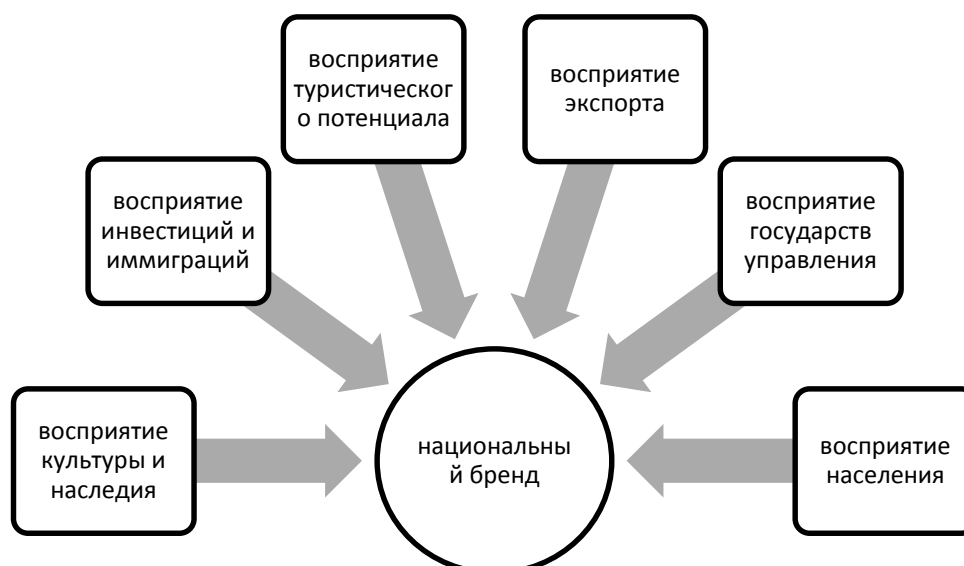 восприятие
туристическог
о потенциала
восприятие
экспорта
восприятие
инвестиций и
иммиграций
восприятие
государств
управления
восприятие
культуры и
наследия
национальны
й бренд
восприятие
населения